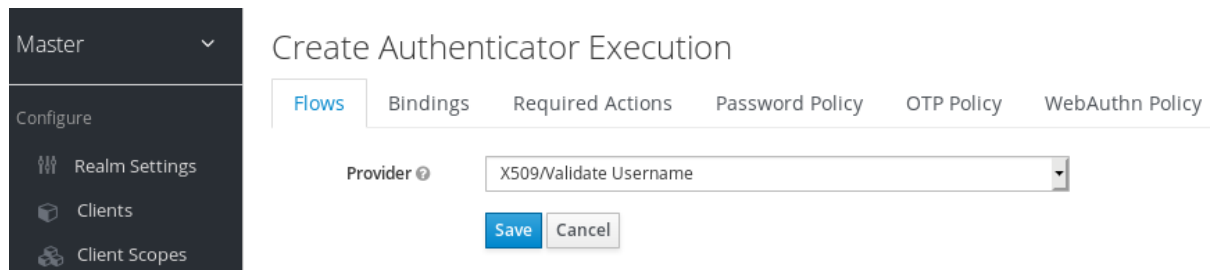 Master
Configure
Realm Settings
Clients
Client Scopes
Create Authenticator Execution
Flows Bindings Required Actions Password Policy OTP Policy WebAuthn Policy
Provider X509/Validate Username
Save Cancel